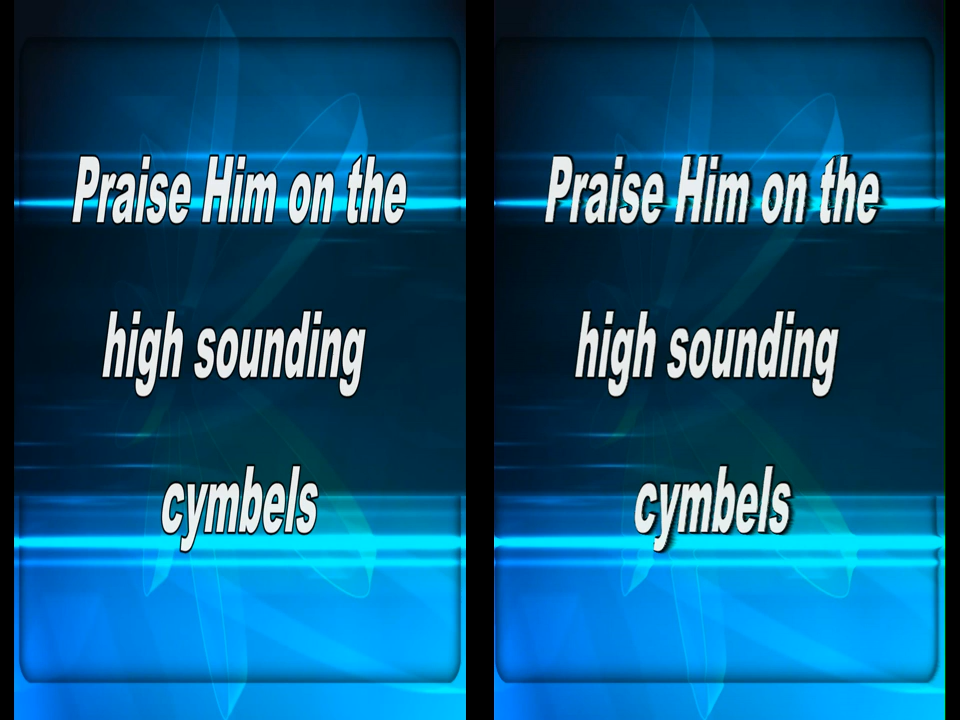 Praise Him on the
high sounding
cymbels
Praise Him on the
high sounding
cymbels